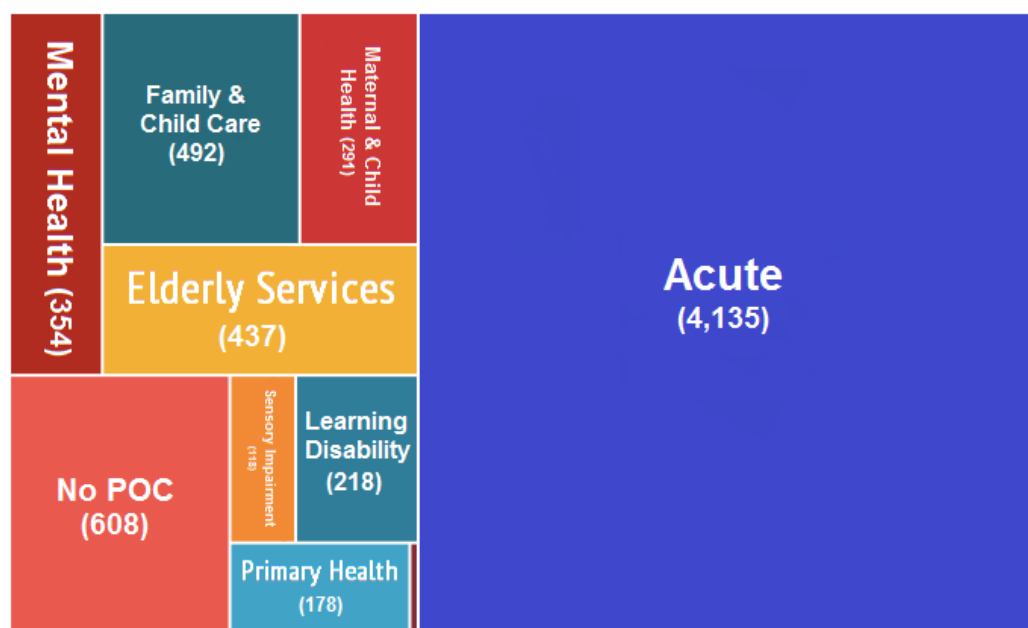 Mental Health (354)
Family &
Child Care
(492)
Maternal & Child
Health (291)
Elderly Services
(437)
Acute
(4,135)
No POC
(608)
Sensory Impairment
(118)
Learning
Disability
(218)
Primary Health
(178)